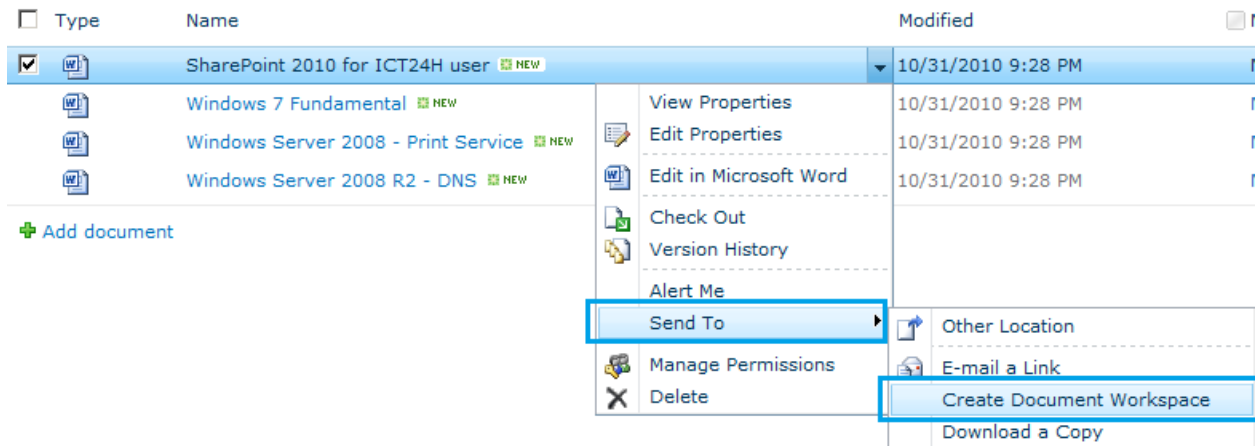 Type Name Modified
SharePoint 2010 for ICT24H user NEW 10/31/2010 9:28 PM
Windows 7 Fundamental NEW 10/31/2010 9:28 PM
Windows Server 2008 - Print Service NEW 10/31/2010 9:28 PM
Windows Server 2008 R2 - DNS NEW 10/31/2010 9:28 PM
Add document
View Properties
Edit Properties
Edit in Microsoft Word
Check Out
Version History
Alert Me
Send To
Manage Permissions
Delete
Other Location
E-mail a Link
Create Document Workspace
Download a Copy